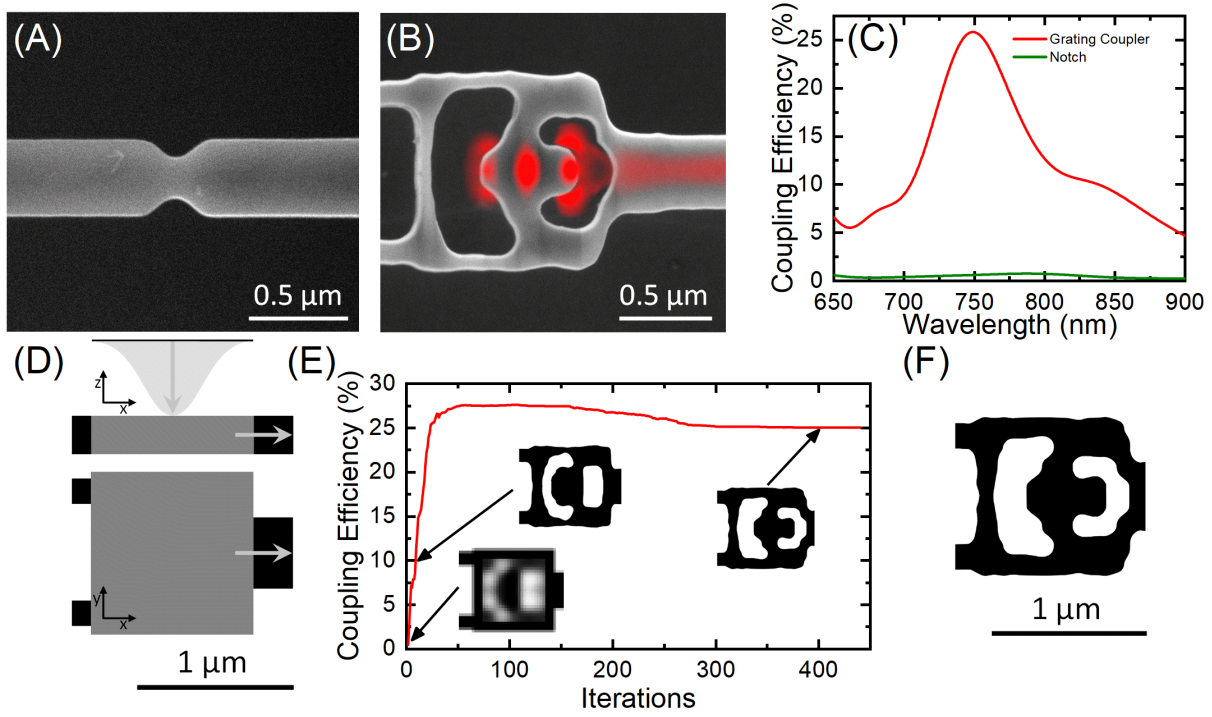 (A)
0.5 µm
(B)
0.5 µm
(C)
Coupling Efficiency (%)
25
20
15
10
5
0
Grating Coupler
Notch
650
700
750
800
850
900
Wavelength (nm)
(D)
z
x
y
x
1 µm
(E)
Coupling Efficiency (%)
30
25
20
15
10
5
0
0
100
200
300
400
Iterations
(F)
1 µm